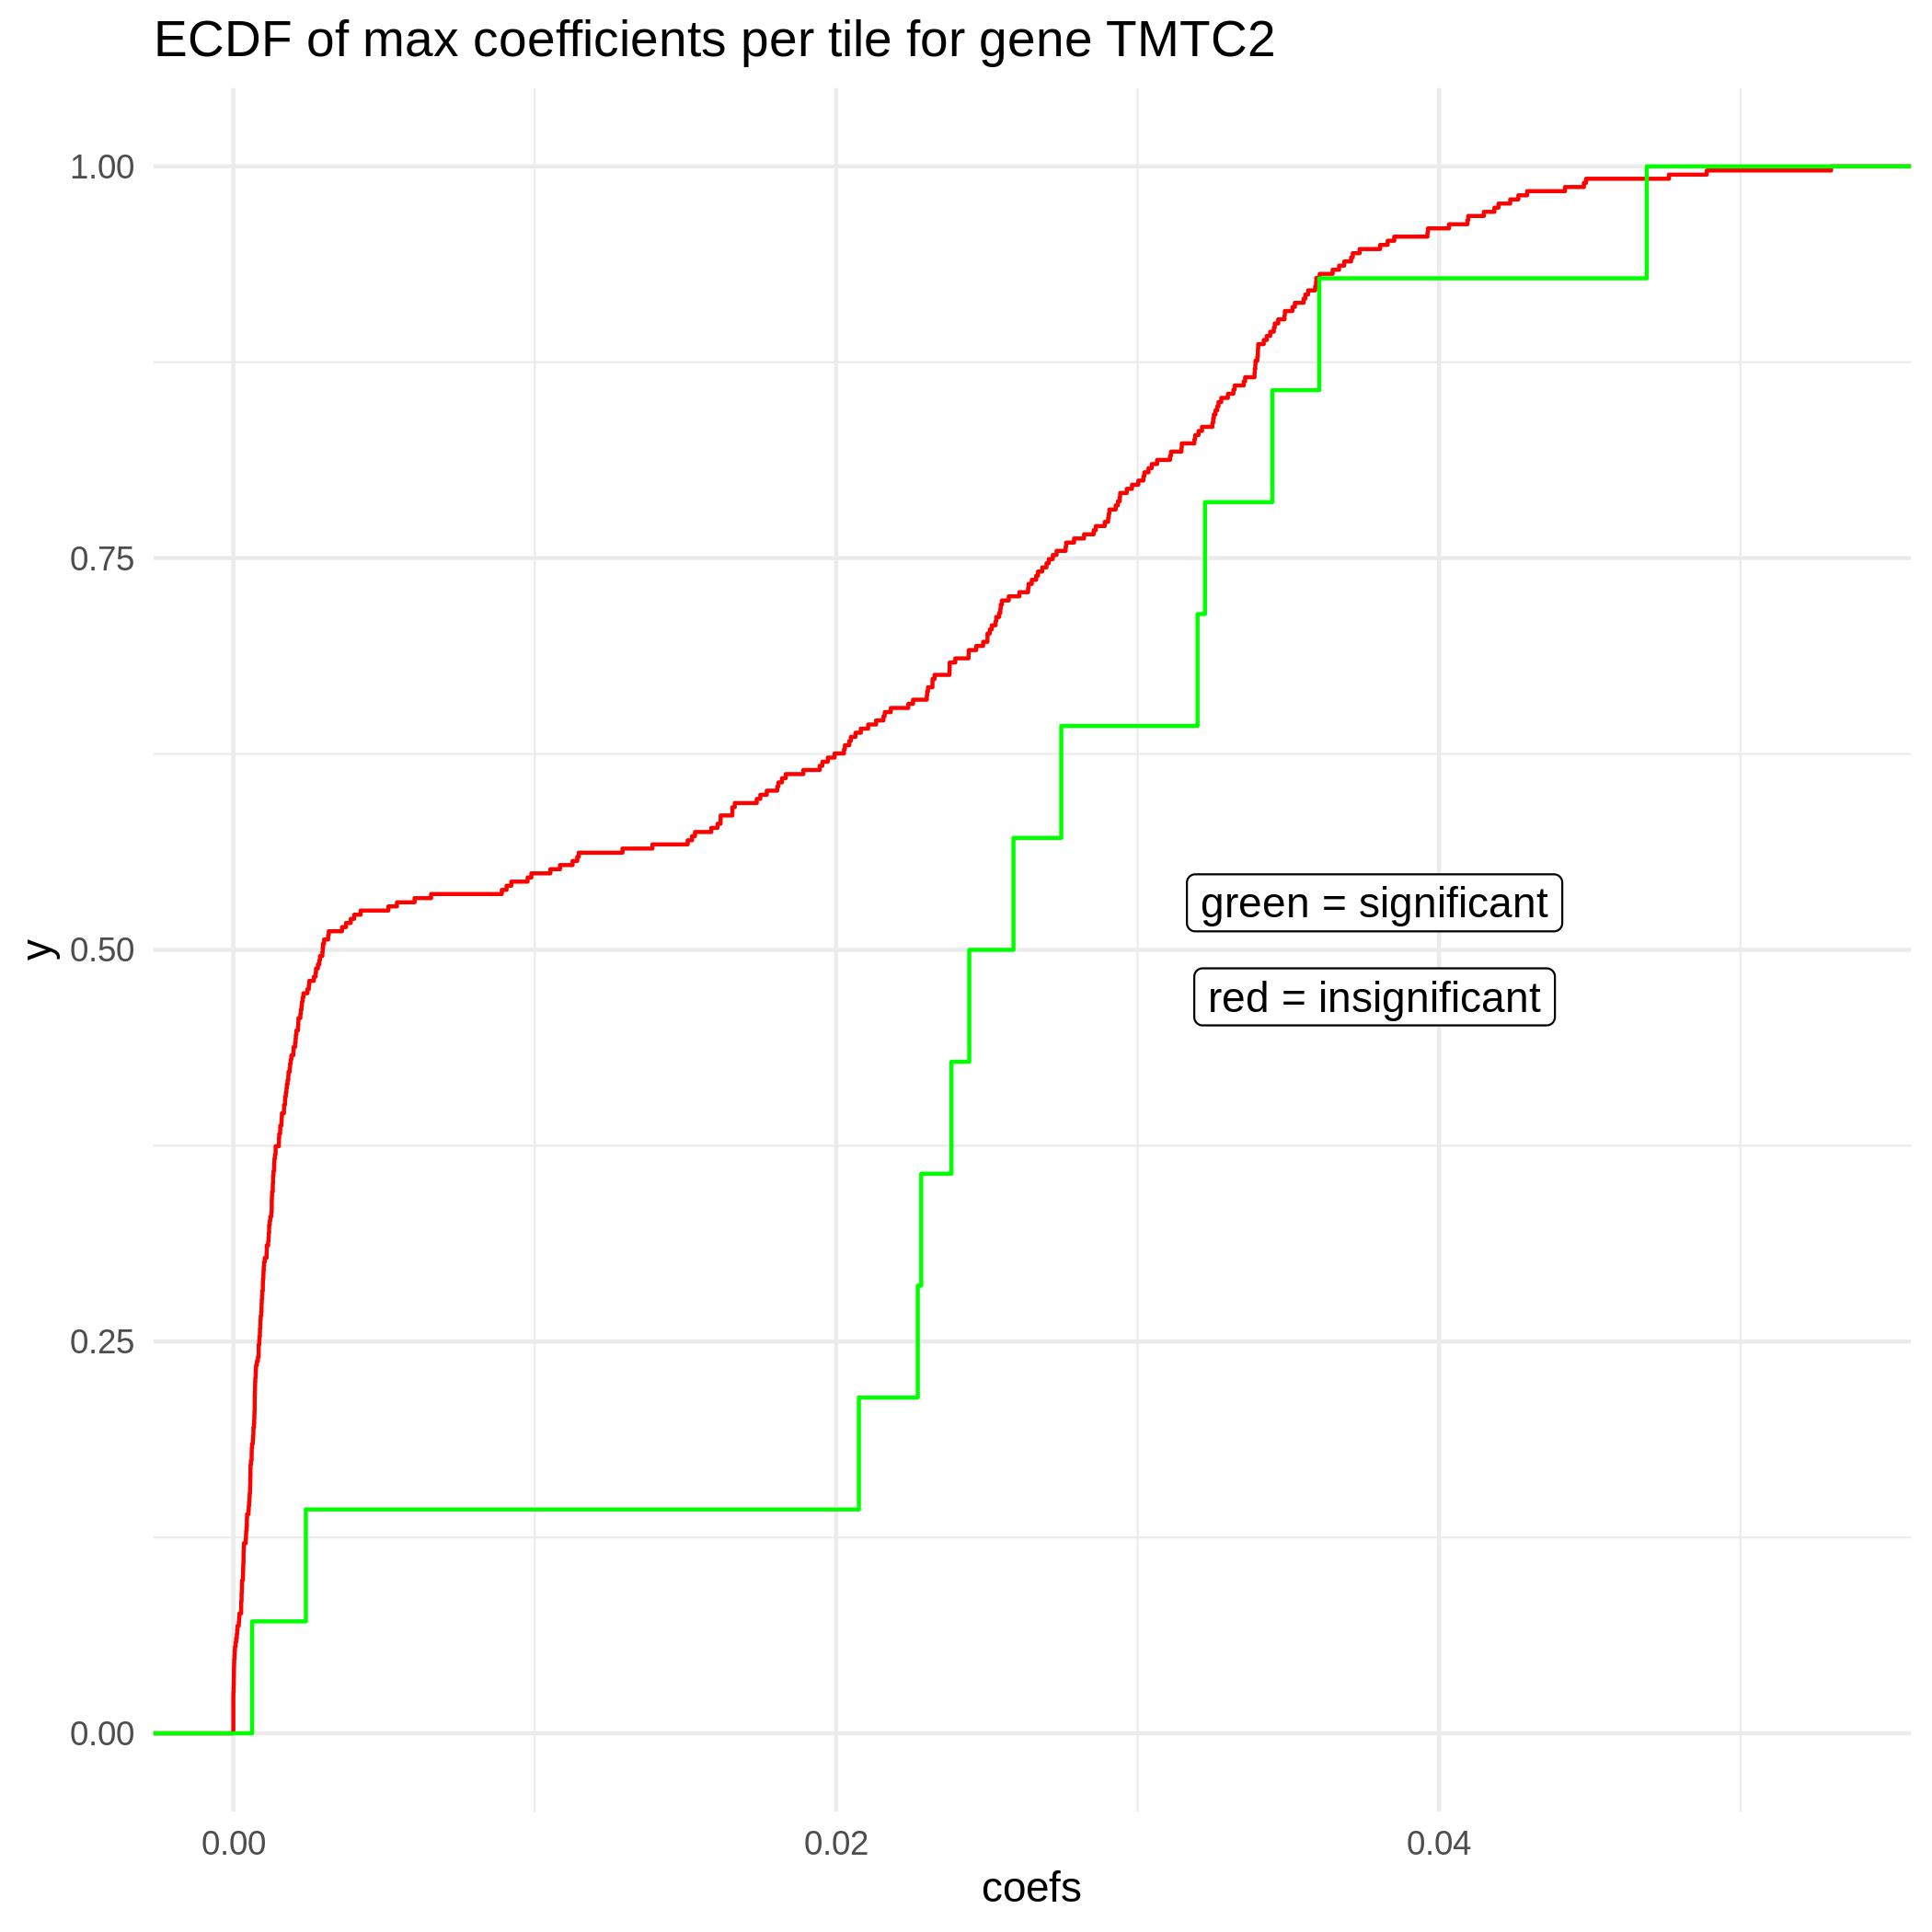 ECDF of max coefficients per tile for gene TMTC2
1.00
0.75
0.50
0.25
0.00
y
green = significant
red = insignificant
0.00 0.02 0.04
coefs